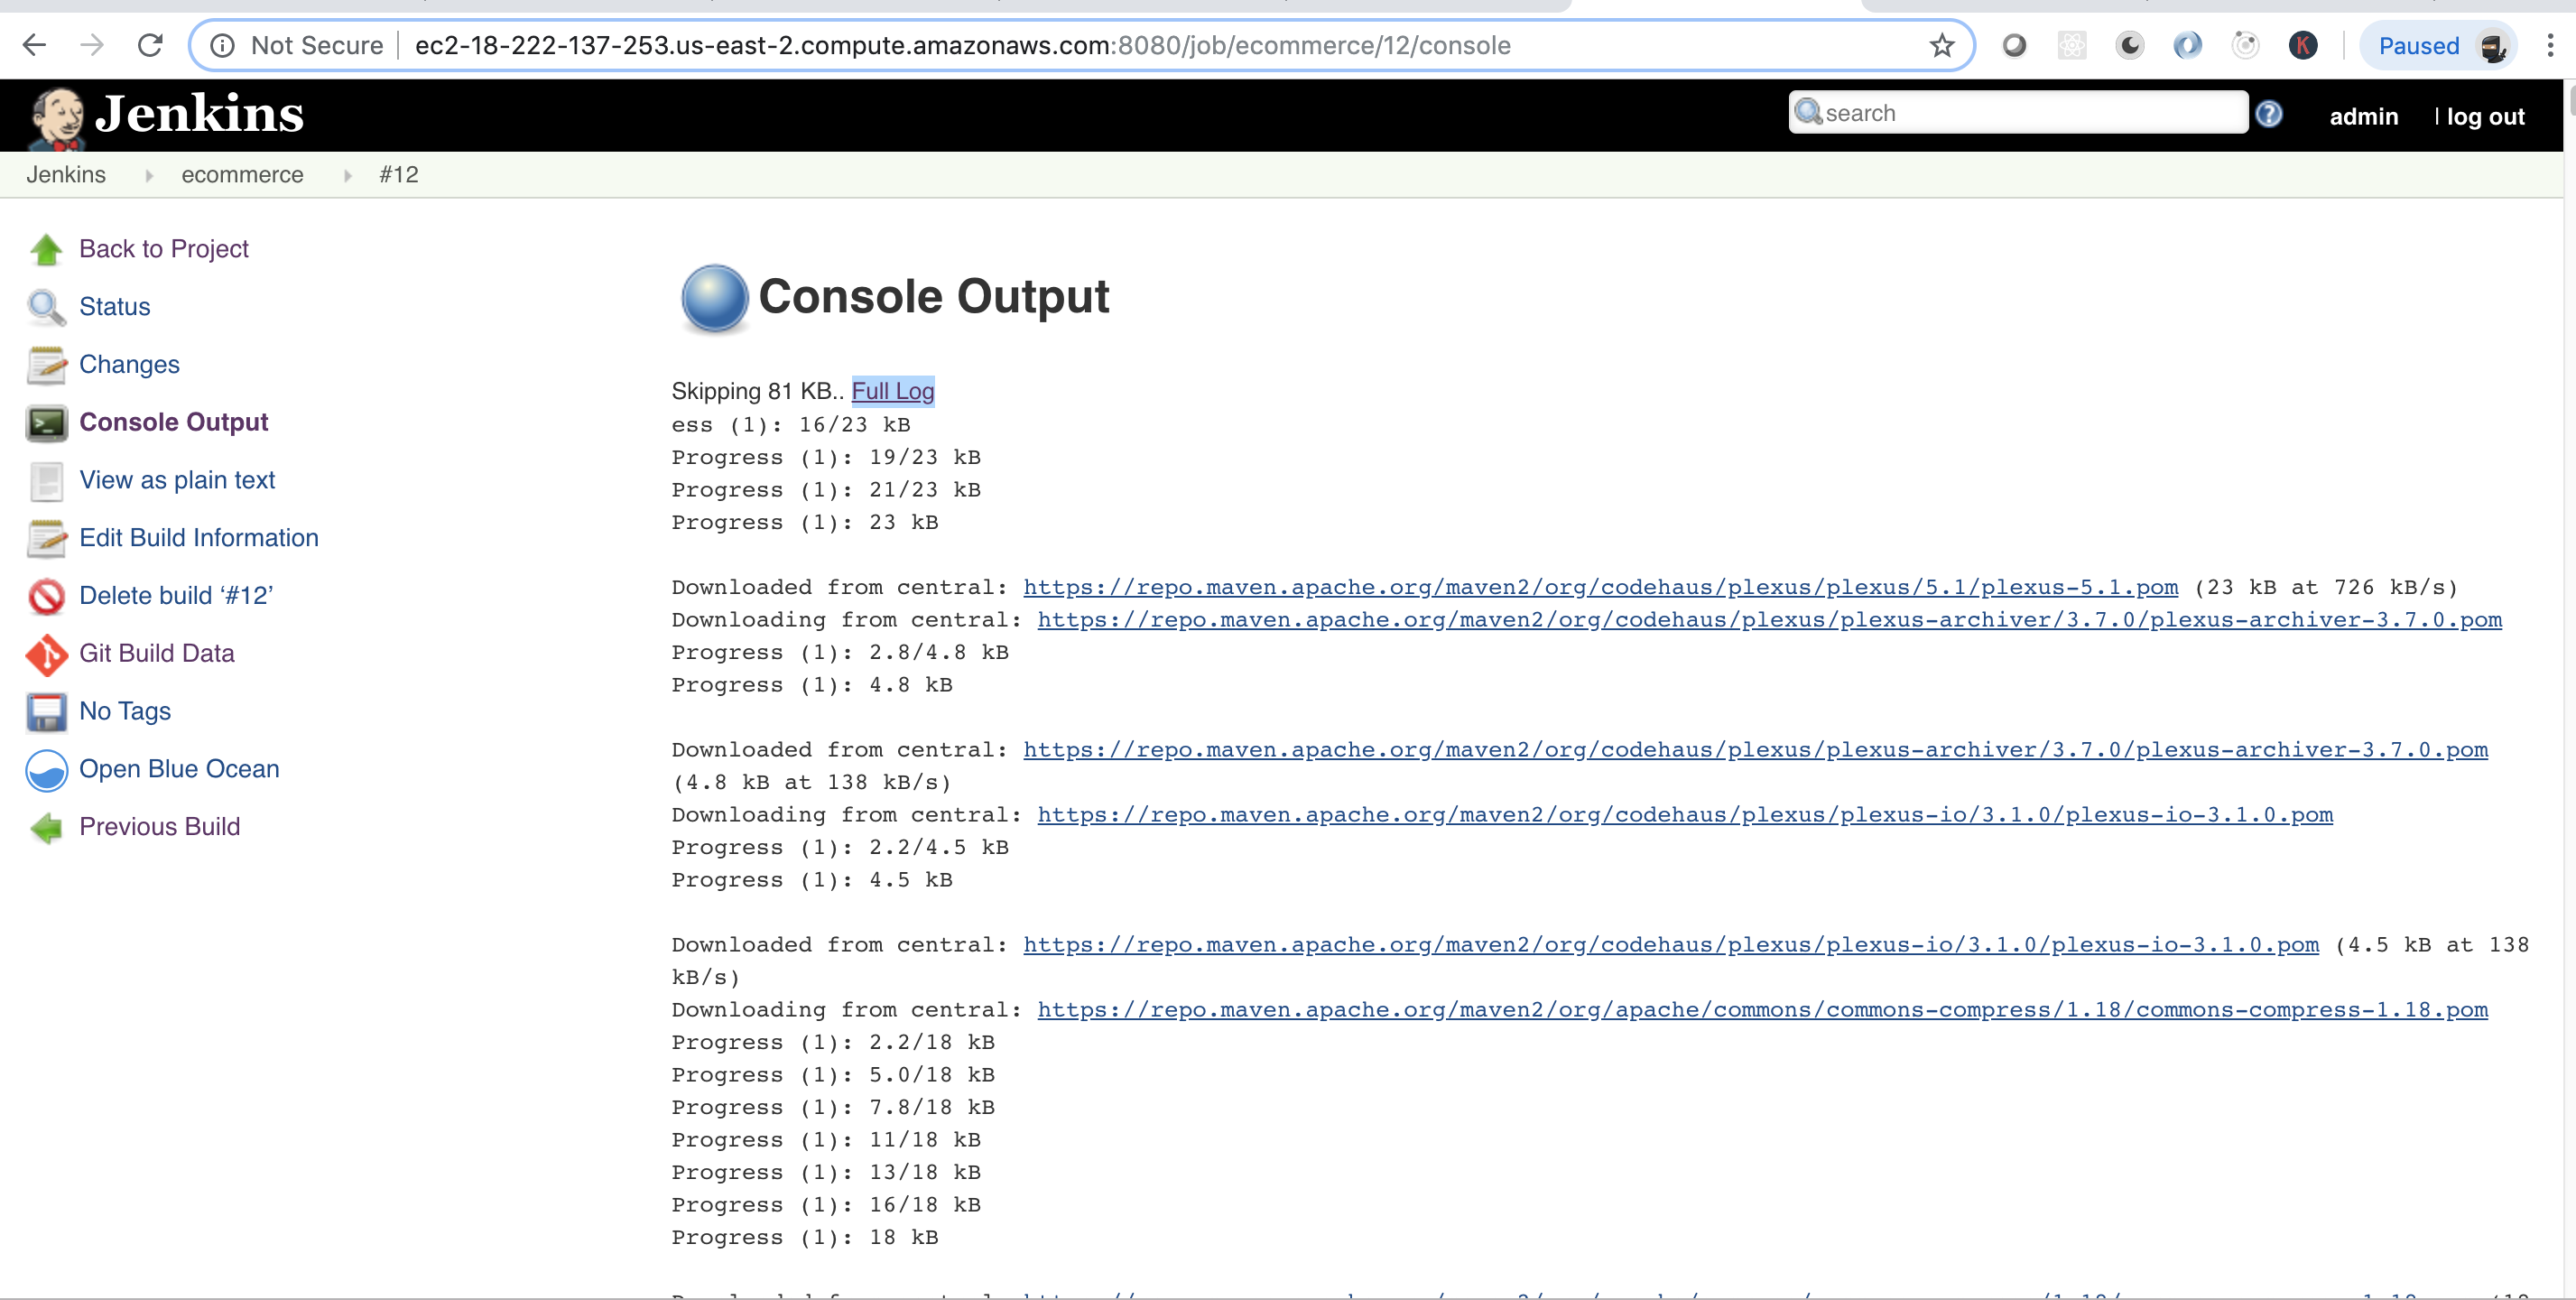 Not Secure | ec2-18-222-137-253.us-east-2.compute.amazonaws.com:8080/job/ecommerce/12/console
K
Paused
Jenkins
search
?
admin
| log out
Jenkins
ecommerce
#12
Back to Project
Status
Changes
Console Output
View as plain text
Edit Build Information
Delete build ‘#12’
Git Build Data
No Tags
Open Blue Ocean
Previous Build
Console Output
Skipping 81 KB.. Full Log
ess (1): 16/23 kB
Progress (1): 19/23 kB
Progress (1): 21/23 kB
Progress (1): 23 kB
Downloaded from central: https://repo.maven.apache.org/maven2/org/codehaus/plexus/plexus/5.1/plexus-5.1.pom (23 kB at 726 kB/s)
Downloading from central: https://repo.maven.apache.org/maven2/org/codehaus/plexus/plexus-archiver/3.7.0/plexus-archiver-3.7.0.pom
Progress (1): 2.8/4.8 kB
Progress (1): 4.8 kB
Downloaded from central: https://repo.maven.apache.org/maven2/org/codehaus/plexus/plexus-archiver/3.7.0/plexus-archiver-3.7.0.pom
(4.8 kB at 138 kB/s)
Downloading from central: https://repo.maven.apache.org/maven2/org/codehaus/plexus/plexus-io/3.1.0/plexus-io-3.1.0.pom
Progress (1): 2.2/4.5 kB
Progress (1): 4.5 kB
Downloaded from central: https://repo.maven.apache.org/maven2/org/codehaus/plexus/plexus-io/3.1.0/plexus-io-3.1.0.pom (4.5 kB at 138
kB/s)
Downloading from central: https://repo.maven.apache.org/maven2/org/apache/commons/commons-compress/1.18/commons-compress-1.18.pom
Progress (1): 2.2/18 kB
Progress (1): 5.0/18 kB
Progress (1): 7.8/18 kB
Progress (1): 11/18 kB
Progress (1): 13/18 kB
Progress (1): 16/18 kB
Progress (1): 18 kB